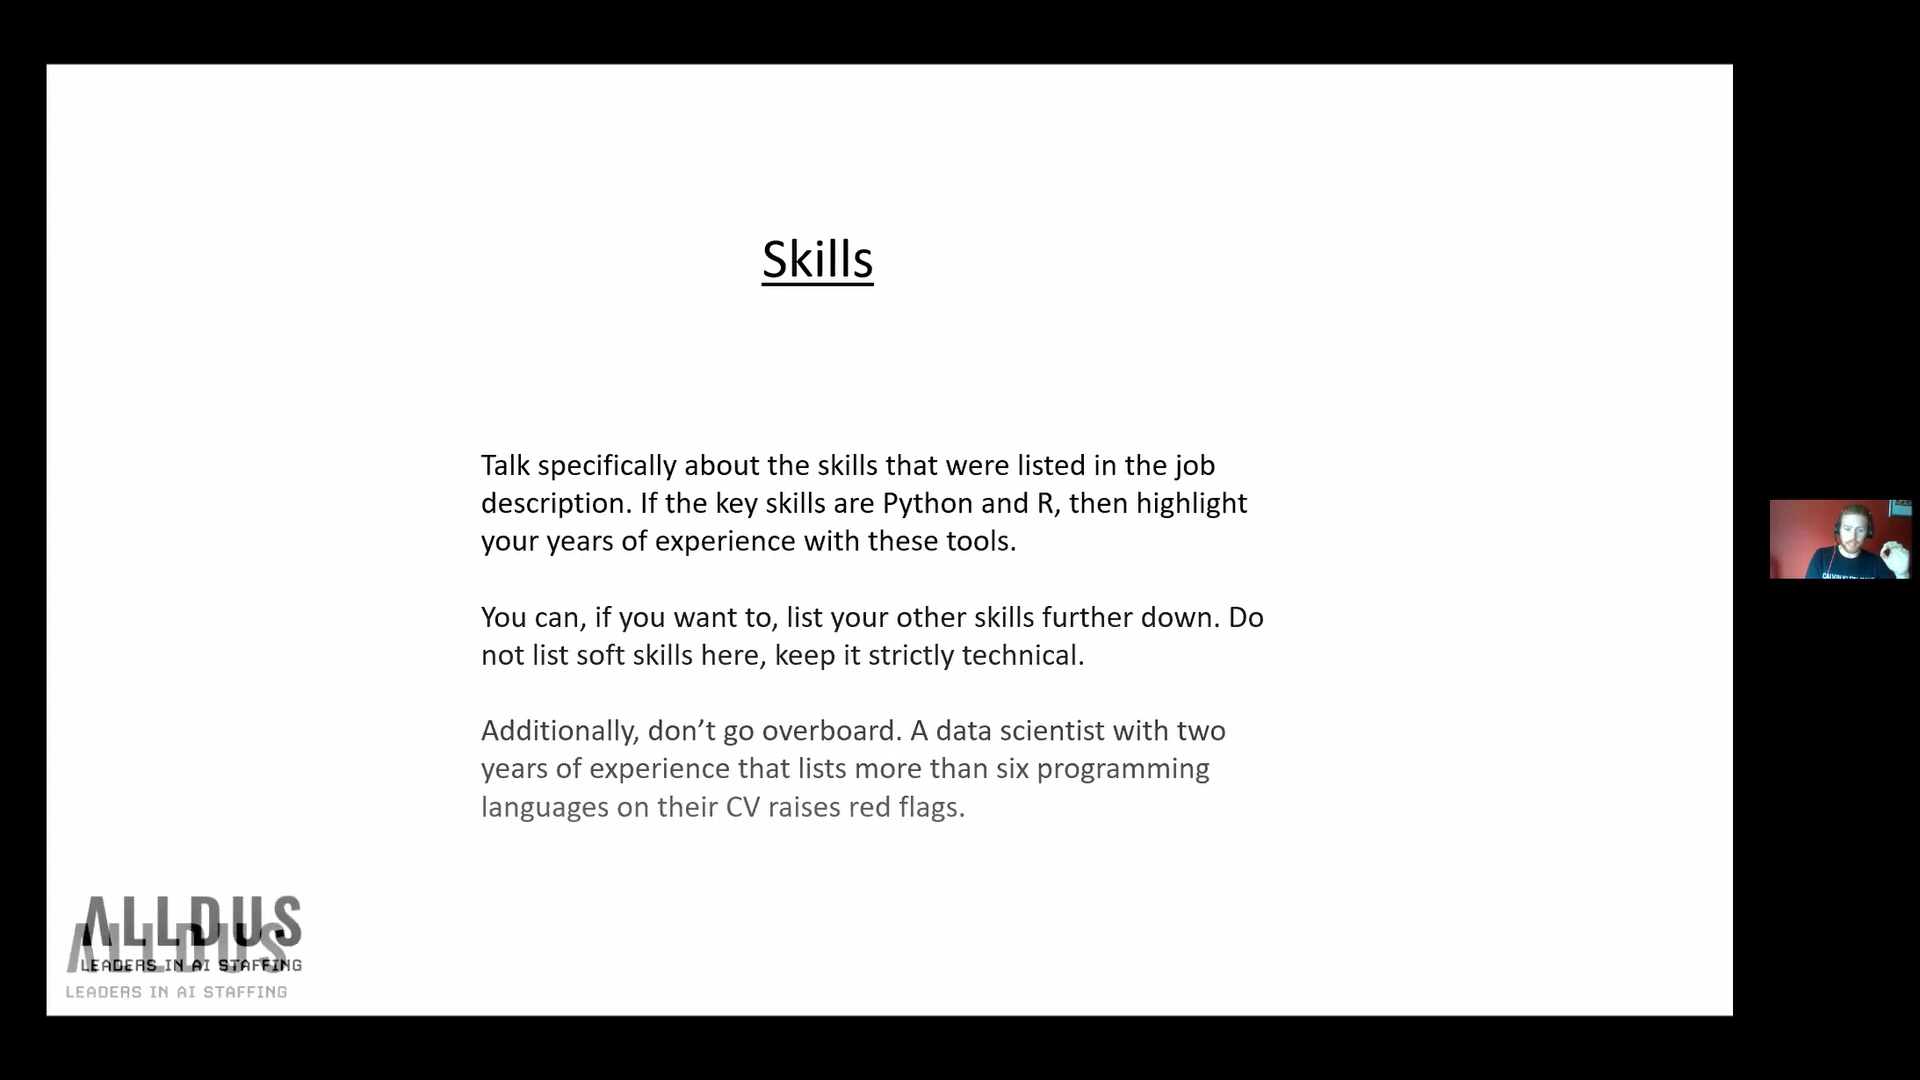 Skills
Talk specifically about the skills that were listed in the job
description. If the key skills are Python and R, then highlight
your years of experience with these tools.
You can, if you want to, list your other skills further down. Do
not list soft skills here, keep it strictly technical.
Additionally, don’t go overboard. A data scientist with two
years of experience that lists more than six programming
languages on their CV raises red flags.
ALLDUS
ALLDUS
LEADERS IN AI STAFFING
LEADERS IN AI STAFFING